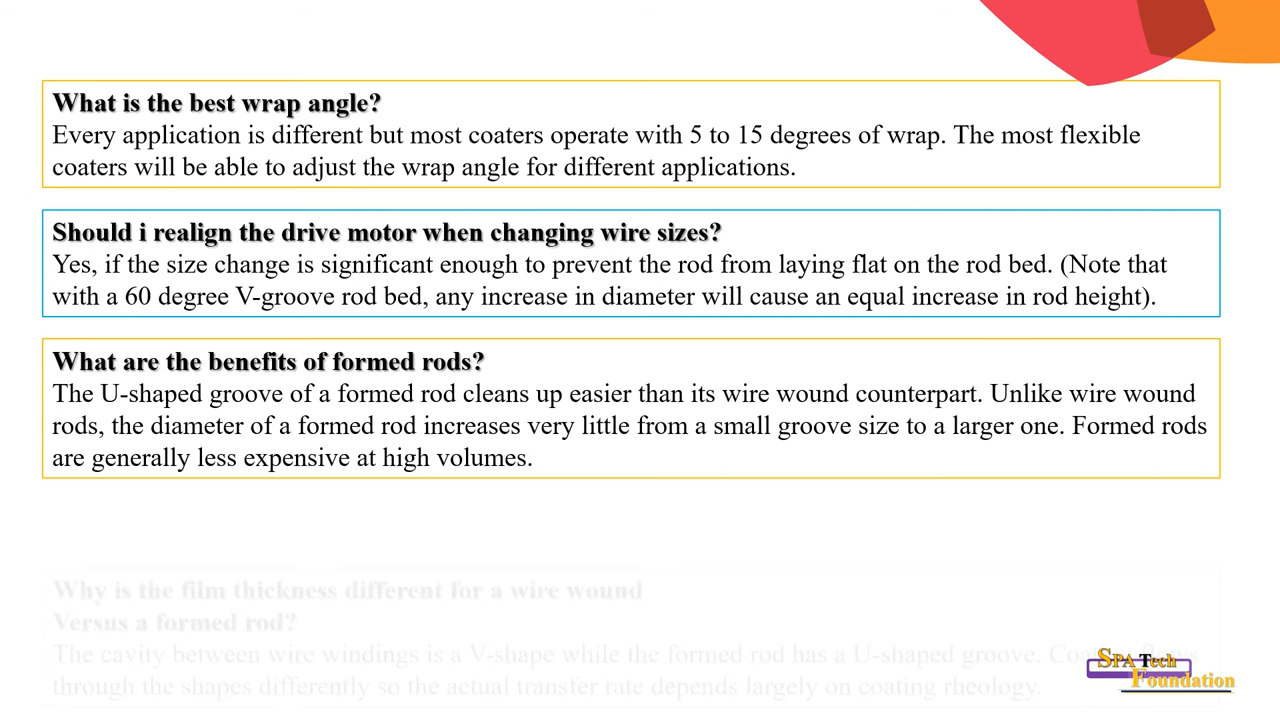 What is the best wrap angle?
Every application is different but most coaters operate with 5 to 15 degrees of wrap. The most flexible
coaters will be able to adjust the wrap angle for different applications.
Should i realign the drive motor when changing wire sizes?
Yes, if the size change is significant enough to prevent the rod from laying flat on the rod bed. (Note that
with a 60 degree V-groove rod bed, any increase in diameter will cause an equal increase in rod height).
What are the benefits of formed rods?
The U-shaped groove of a formed rod cleans up easier than its wire wound counterpart. Unlike wire wound
rods, the diameter of a formed rod increases very little from a small groove size to a larger one. Formed rods
are generally less expensive at high volumes.
Why is the film thickness different for a wire wound
Versus a formed rod?
The cavity between wire windings is a V-shape while the formed rod has a U-shaped groove.
through the shapes differently so the actual transfer rate depends largely on coating rheology.
SPA Tech
Foundation